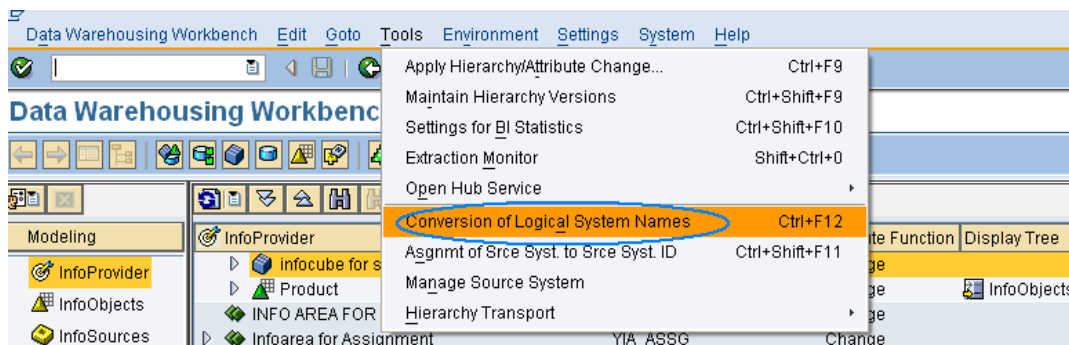 Data Warehousing Workbench Edit Goto Tools Environment Settings System Help
Apply Hierarchy/Attribute Change... Ctrl+F9
Data Warehousing Workbenc
Maintain Hierarchy Versions Ctrl+Shift+F9
Settings for BI Statistics Ctrl+Shift+F10
Extraction Monitor Shift+Ctrl+0
Open Hub Service
Conversion of Logical System Names Ctrl+F12
Modeling InfoProvider te Function Display Tree
Asgnmt of Srce Syst. to Srce Syst. ID Ctrl+Shift+F11
InfoProvider infocube for s ge
Manage Source System
Product ge InfoObjects
InfoObjects INFO AREA FOR ge
Hierarchy Transport
InfoSources Infoarea for Assignment YIA_ASSG Change